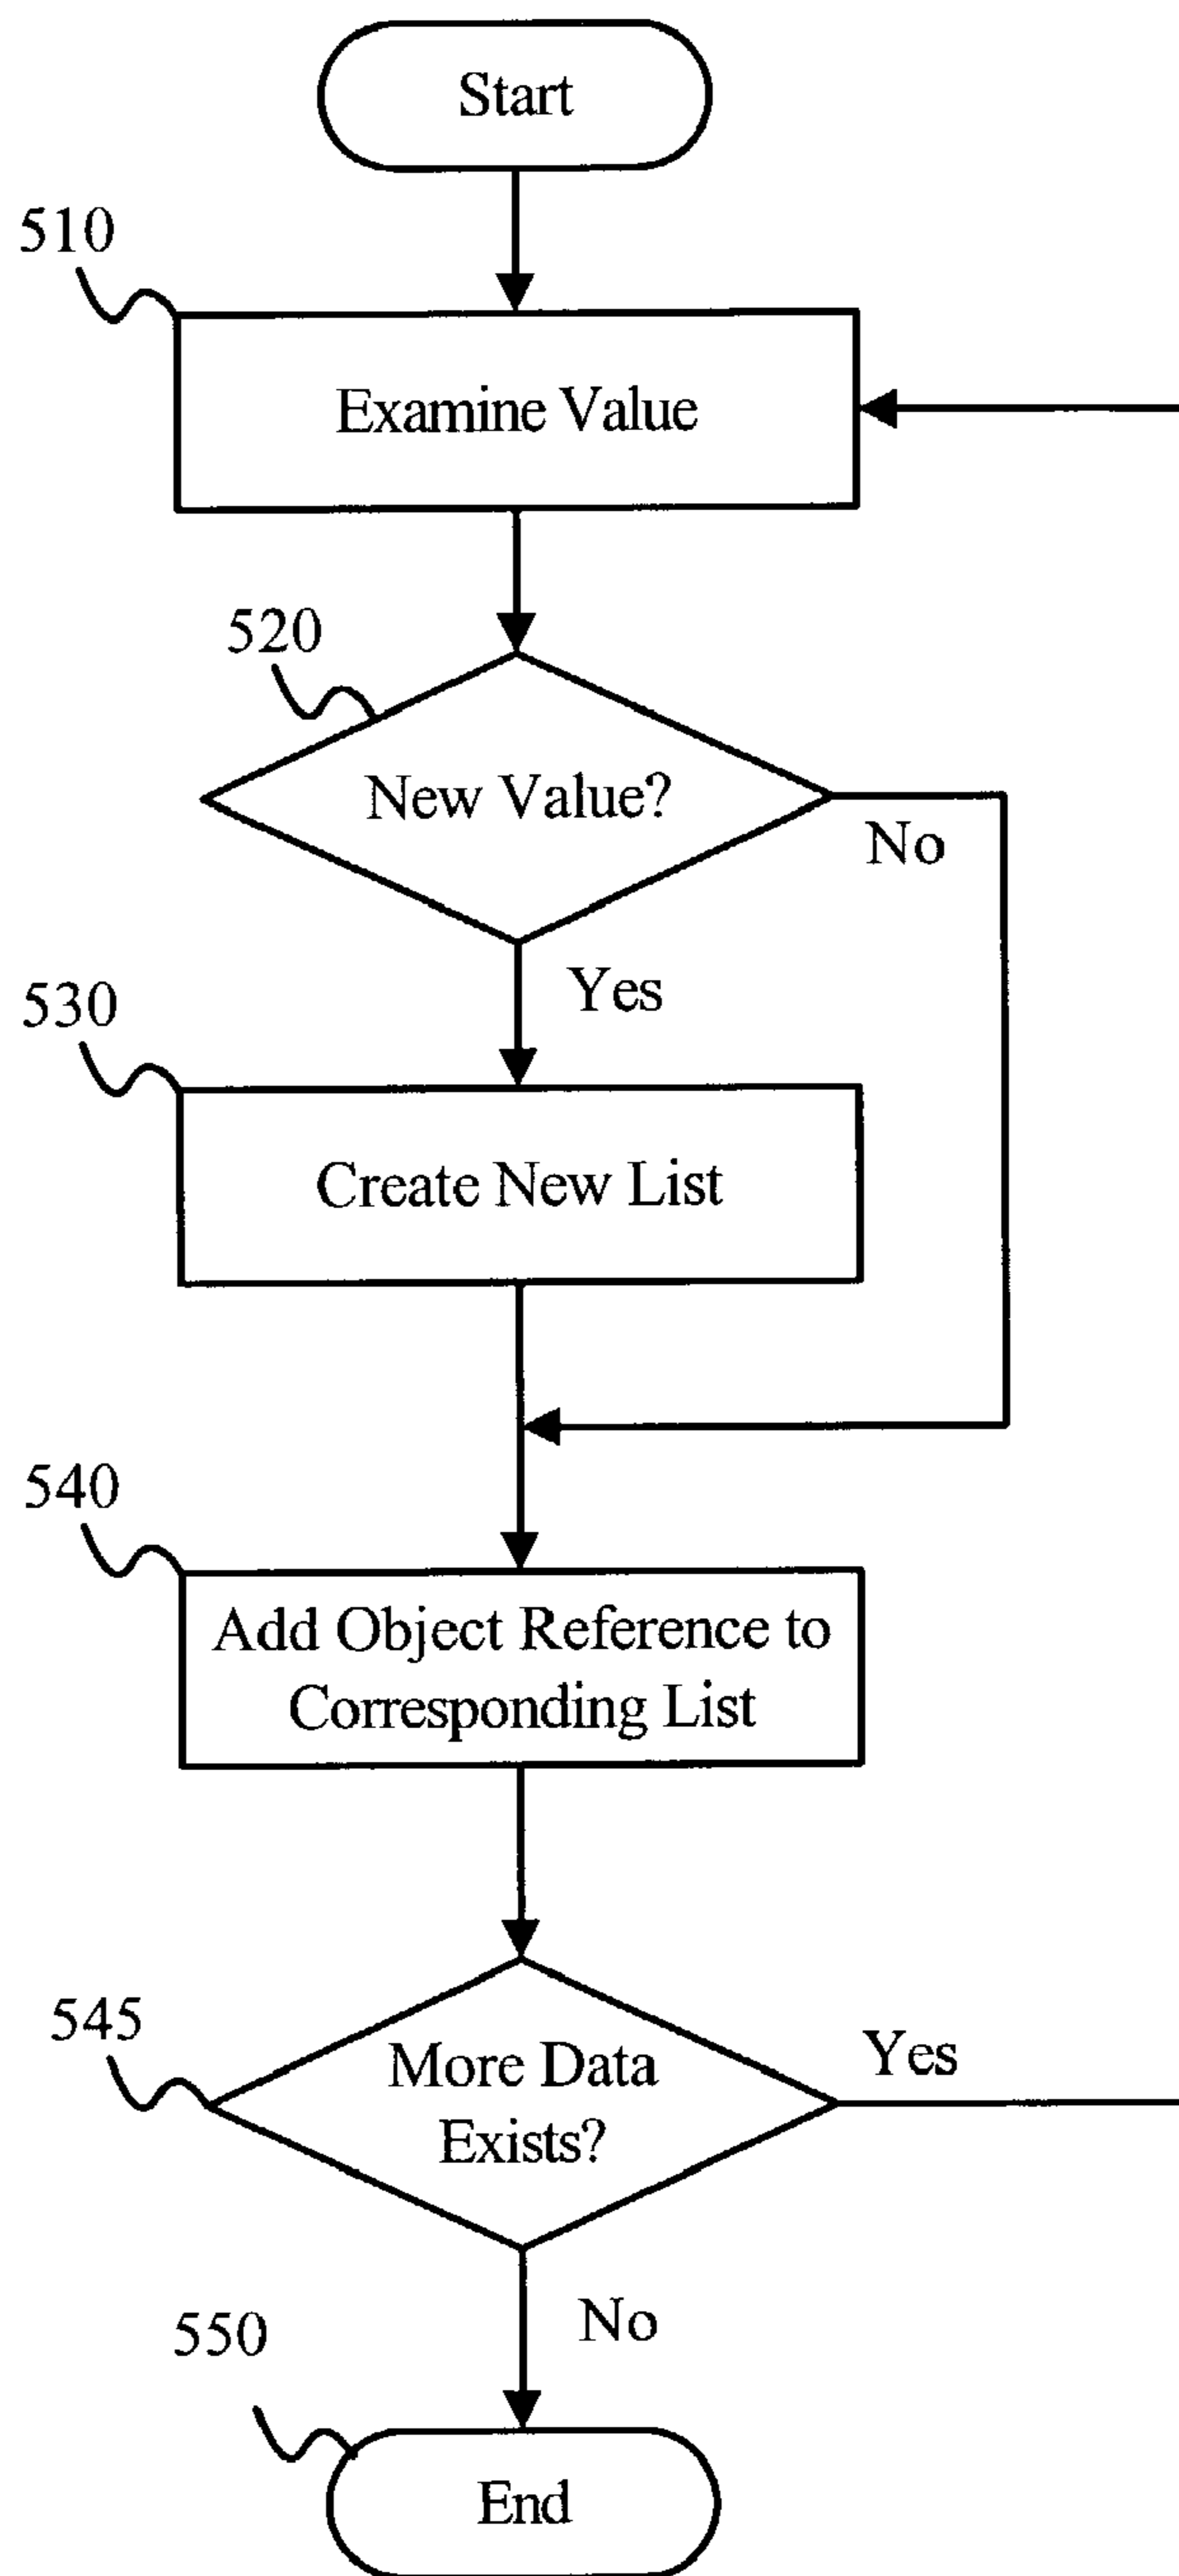 Start
510
Examine Value
520
New Value?
No
Yes
530
Create New List
540
Add Object Reference to
Corresponding List
545
More Data
Exists?
Yes
No
550
End